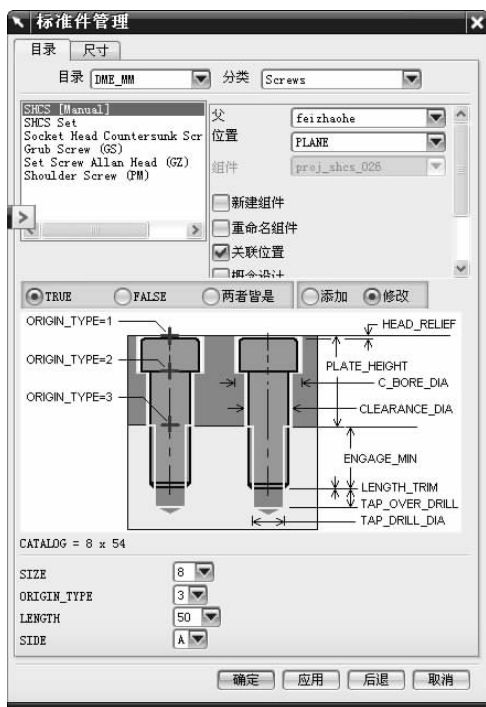 标准件管理
目录 尺寸
目录 DME_MM 分类 Screws
SHCS [Manual]
SHCS Set
Socket Head Countersunk Scr
Grub Screw (GS)
Set Screw Allan Head (GZ)
Shoulder Screw (PM)
父 feizhaohe
位置 PLANE
组件 proj_shcs_026
新建组件
重命名组件
关联位置
概念设计
TRUE FALSE 两者皆是 添加 修改
ORIGIN_TYPE=1
ORIGIN_TYPE=2
ORIGIN_TYPE=3
HEAD_RELIEF
PLATE_HEIGHT
C_BORE_DIA
CLEARANCE_DIA
ENGAGE_MIN
LENGTH_TRIM
TAP_OVER_DRILL
TAP_DRILL_DIA
CATALOG = 8 x 54
SIZE 8
ORIGIN_TYPE 3
LENGTH 50
SIDE A
确定 应用 后退 取消